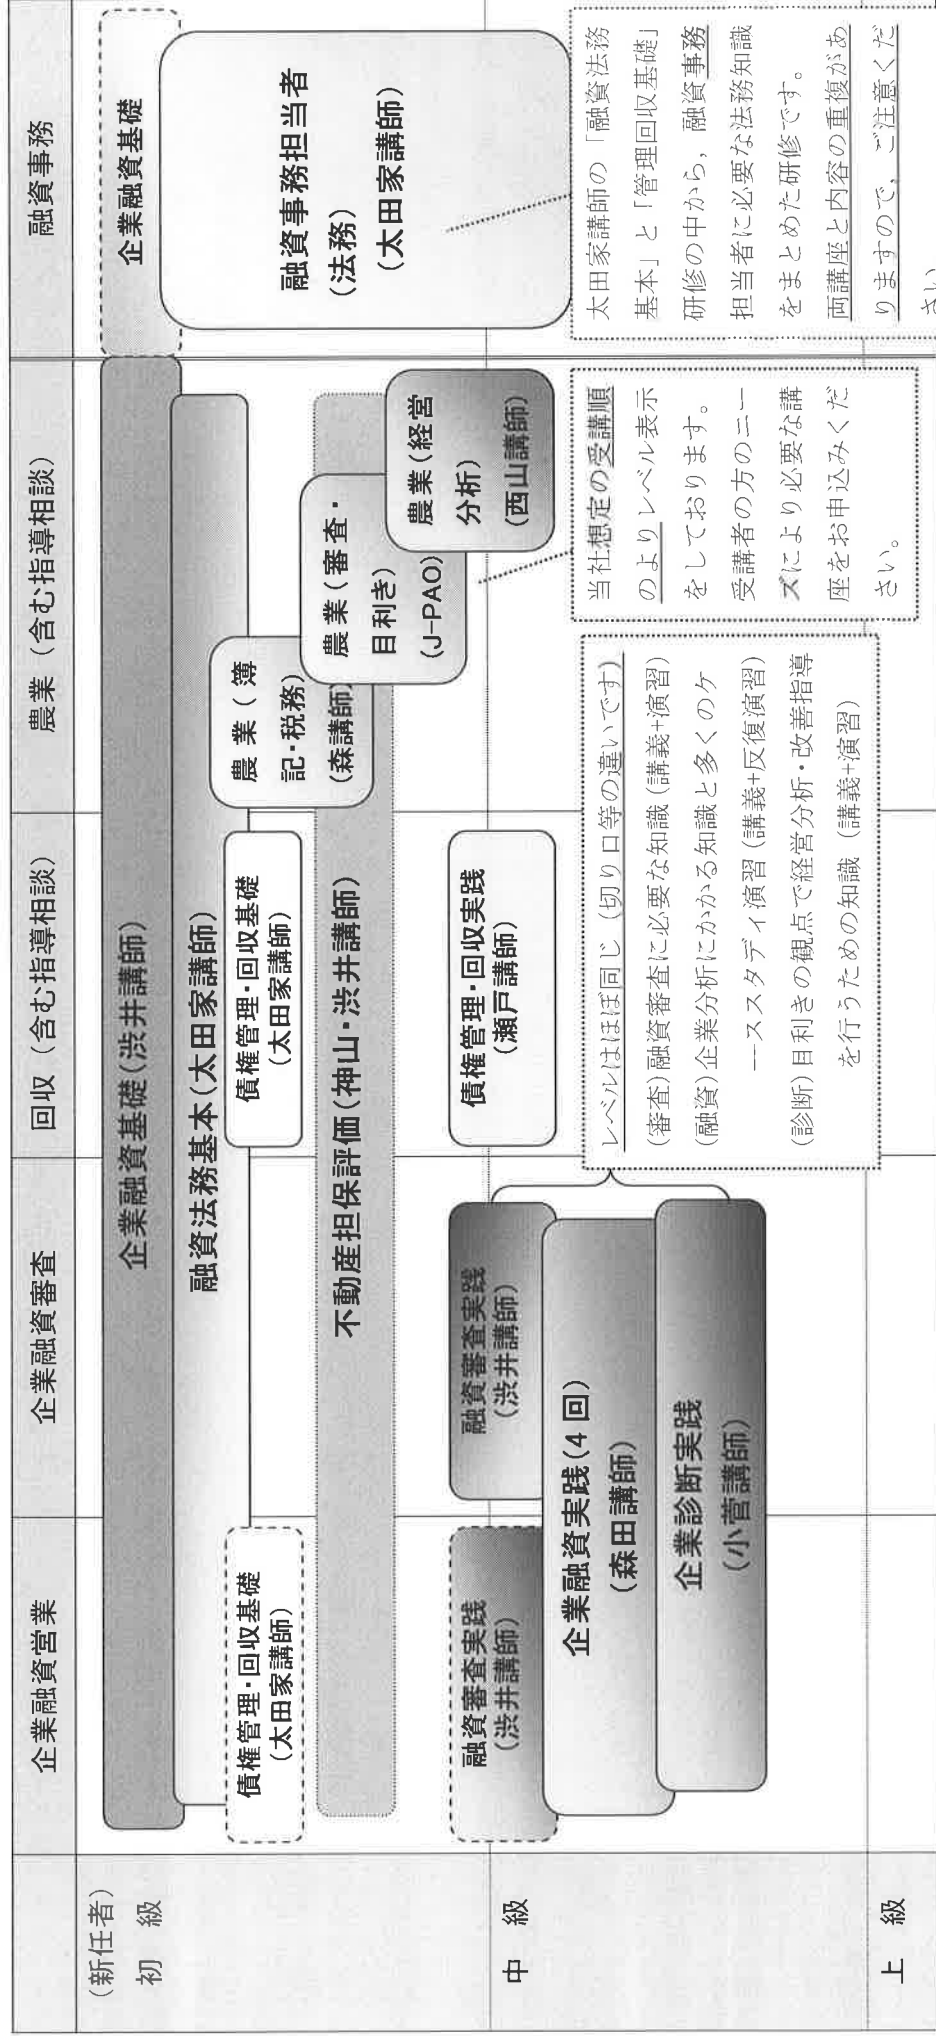 企業融資営業
企業融資審査
回収（含む指導相談）
農業（含む指導相談）
融資事務
（新任者）
初　級
企業融資基礎（渋井講師）
企業融資基礎
融資法務基本（太田家講師）
債権管理・回収基礎
（太田家講師）
債権管理・回収基礎
（太田家講師）
農業（簿
記・税務）
（森講師）
不動産担保評価（神山・渋井講師）
農業（審査・
目利き）
（J-PAO）
農業（経営
分析）
（西山講師）
融資事務担当者
（法務）
（太田家講師）
中　級
融資審査実践
（渋井講師）
融資審査実践
（渋井講師）
債権管理・回収実践
（瀬戸講師）
企業融資実践（4回）
（森田講師）
企業診断実践
（小菅講師）
レベルはほぼ同じ（切り口等の違いです）
（審査）融資審査に必要な知識（講義+演習）
（融資）企業分析にかかる知識と多くのケ
ーススタディ演習（講義+反復演習）
（診断）目利きの観点で経営分析・改善指導
を行うための知識（講義+演習）
当社想定の受講順
のよりレベル表示
をしております。
受講者の方のニー
ズにより必要な講
座をお申込みくだ
さい。
太田家講師の「融資法務
基本」と「管理回収基礎」
研修の中から，融資事務
担当者に必要な法務知識
をまとめた研修です。
両講座と内容の重複があ
りますので、ご注意くだ
さい
上　級